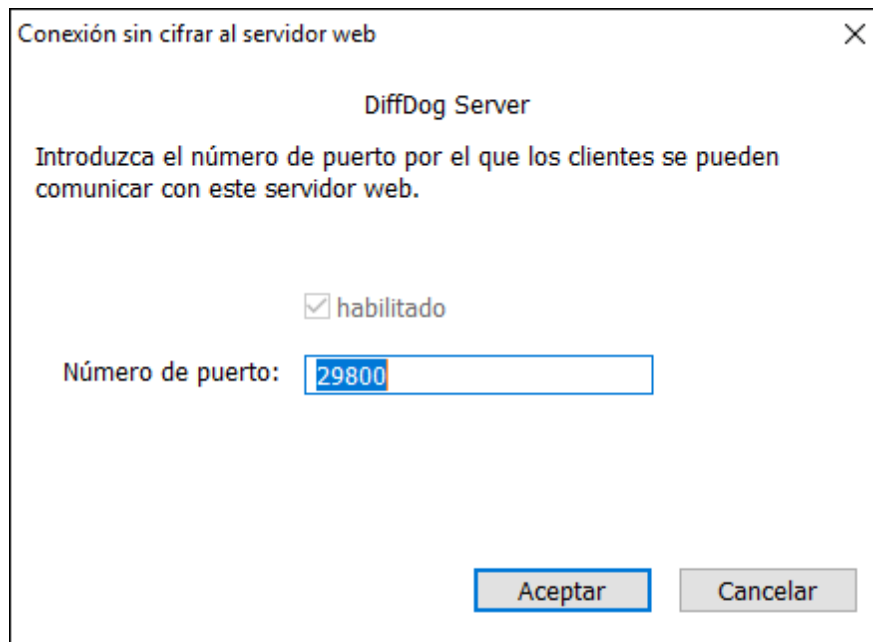 Conexión sin cifrar al servidor web
DiffDog Server
Introduzca el número de puerto por el que los clientes se pueden
comunicar con este servidor web.
habilitado
Número de puerto: 29800
Aceptar Cancelar